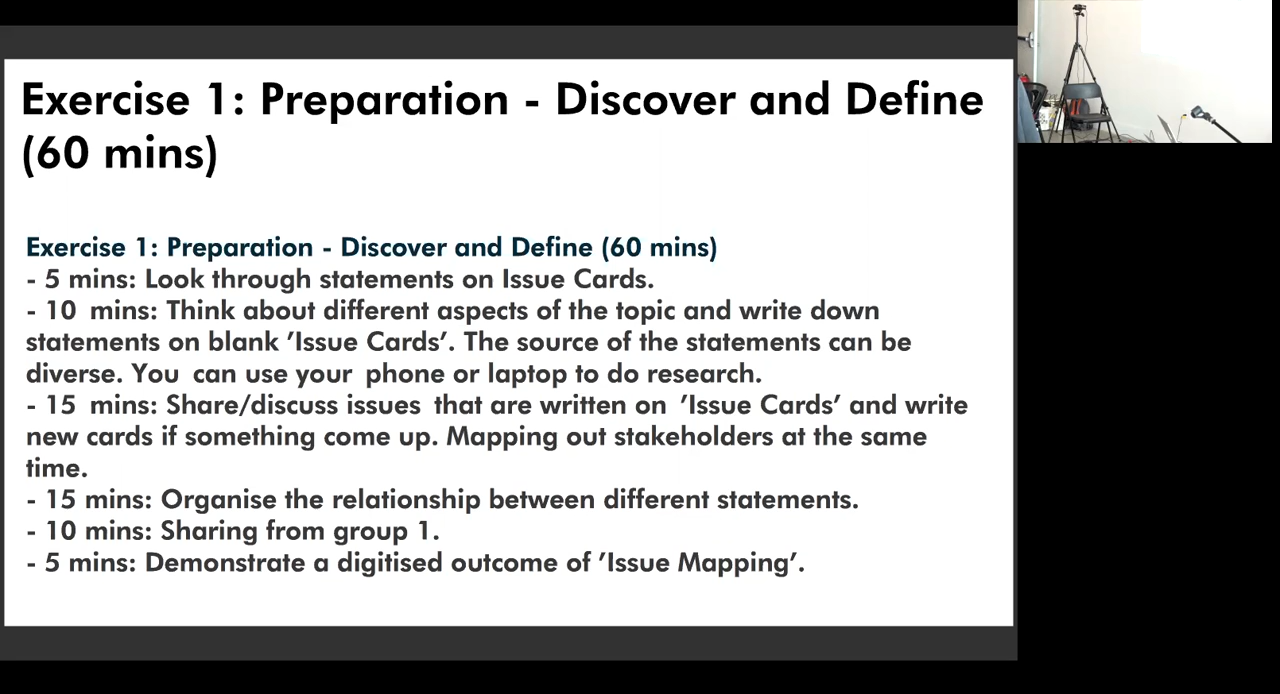 Exercise 1: Preparation - Discover and Define
(60 mins)
Exercise 1: Preparation - Discover and Define (60 mins)
- 5 mins: Look through statements on Issue Cards.
- 10 mins: Think about different aspects of the topic and write down
statements on blank ’Issue Cards’. The source of the statements can be
diverse. You can use your phone or laptop to do research.
- 15 mins: Share/discuss issues that are written on ’Issue Cards’ and write
new cards if something come up. Mapping out stakeholders at the same
time.
- 15 mins: Organise the relationship between different statements.
- 10 mins: Sharing from group 1.
- 5 mins: Demonstrate a digitised outcome of ’Issue Mapping’.